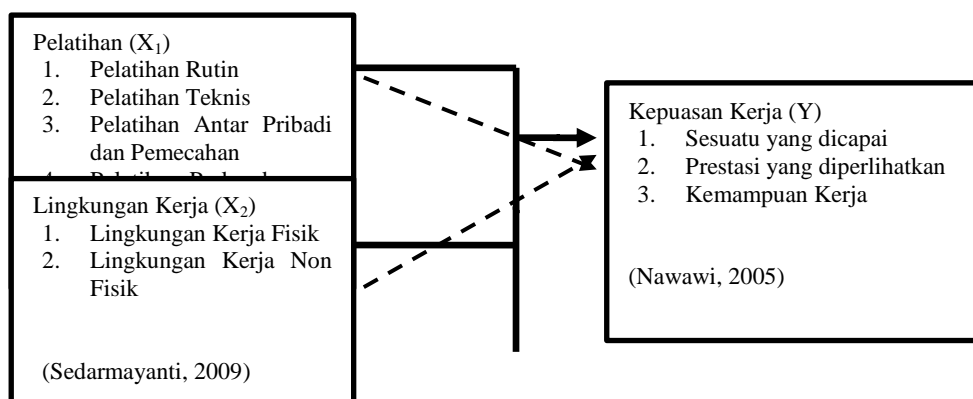 Pelatihan (X₁)
1. Pelatihan Rutin
2. Pelatihan Teknis
3. Pelatihan Antar Pribadi
dan Pemecahan
Lingkungan Kerja (X₂)
1. Lingkungan Kerja Fisik
2. Lingkungan Kerja Non
Fisik
(Sedarmayanti, 2009)
Kepuasan Kerja (Y)
1. Sesuatu yang dicapai
2. Prestasi yang diperlihatkan
3. Kemampuan Kerja
(Nawawi, 2005)